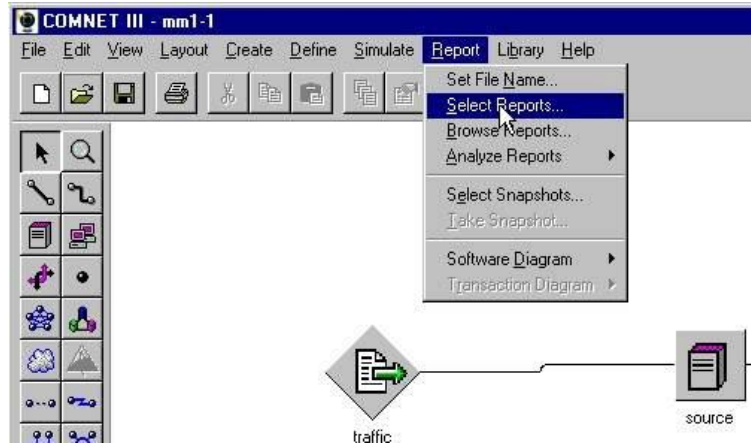 COMNET III - mm1-1
File Edit View Layout Create Define Simulate Report Library Help
Set File Name...
Select Reports...
Browse Reports...
Analyze Reports
Select Snapshots...
Take Snapshot...
Software Diagram
Transaction Diagram
traffic
source